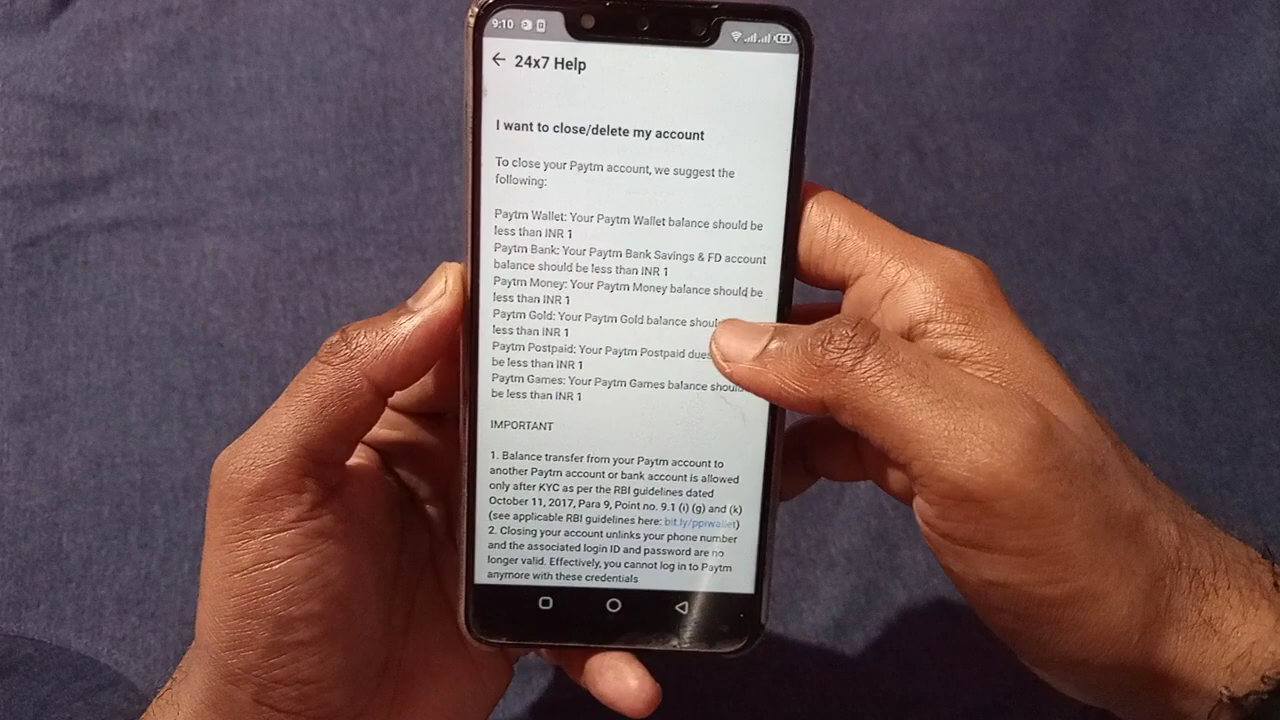 9:10
24x7 Help
I want to close/delete my account
To close your Paytm account, we suggest the
following:
Paytm Wallet: Your Paytm Wallet balance should be
less than INR 1
Paytm Bank: Your Paytm Bank Savings & FD account
balance should be less than INR 1
Paytm Money: Your Paytm Money balance should be
less than INR 1
Paytm Gold: Your Paytm Gold balance
less than INR 1
Paytm Postpaid: Your Paytm Postpaid dues
be less than INR 1
Paytm Games: Your Paytm Games balance
be less than INR 1
IMPORTANT
1. Balance transfer from your Paytm account to
another Paytm account or bank account is allowed
only after KYC as per the RBI guidelines dated
October 11, 2017, Para 9, Point no. 9.1 (i) (g) and (k)
(see applicable RBI guidelines here: bit.ly/ppiwallet)
2. Closing your account unlinks your phone number
and the associated login ID and password are no
longer valid. Effectively, you cannot log in to Paytm
anymore with these credentials